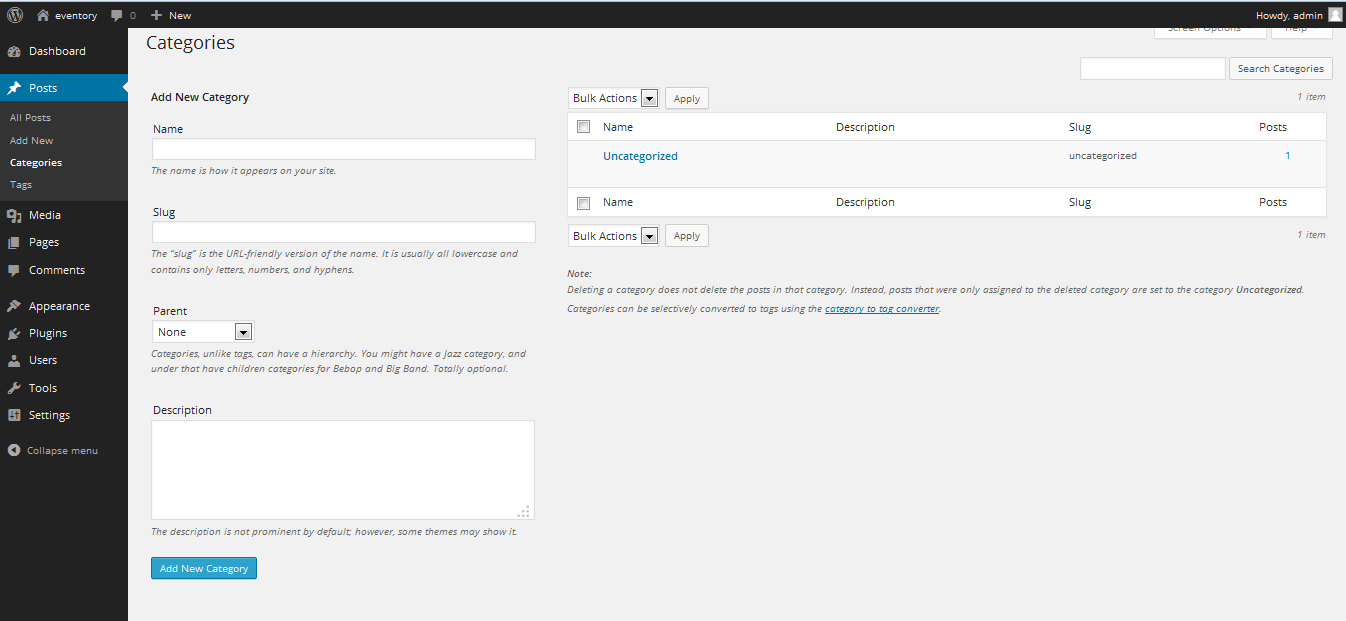 eventory 0 New Howdy, admin
Dashboard
Posts
All Posts
Add New
Categories
Tags
Media
Pages
Comments
Appearance
Plugins
Users
Tools
Settings
Collapse menu
Screen Options Help
Categories
Search Categories
Add New Category
Name
The name is how it appears on your site.
Slug
The “slug” is the URL-friendly version of the name. It is usually all lowercase and
contains only letters, numbers, and hyphens.
Parent
None
Categories, unlike tags, can have a hierarchy. You might have a Jazz category, and
under that have children categories for Bebop and Big Band. Totally optional.
Description
The description is not prominent by default; however, some themes may show it.
Add New Category
Bulk Actions Apply 1 item
Name Description Slug Posts
Uncategorized uncategorized 1
Name Description Slug Posts
Bulk Actions Apply 1 item
Note:
Deleting a category does not delete the posts in that category. Instead, posts that were only assigned to the deleted category are set to the category Uncategorized.
Categories can be selectively converted to tags using the category to tag converter.